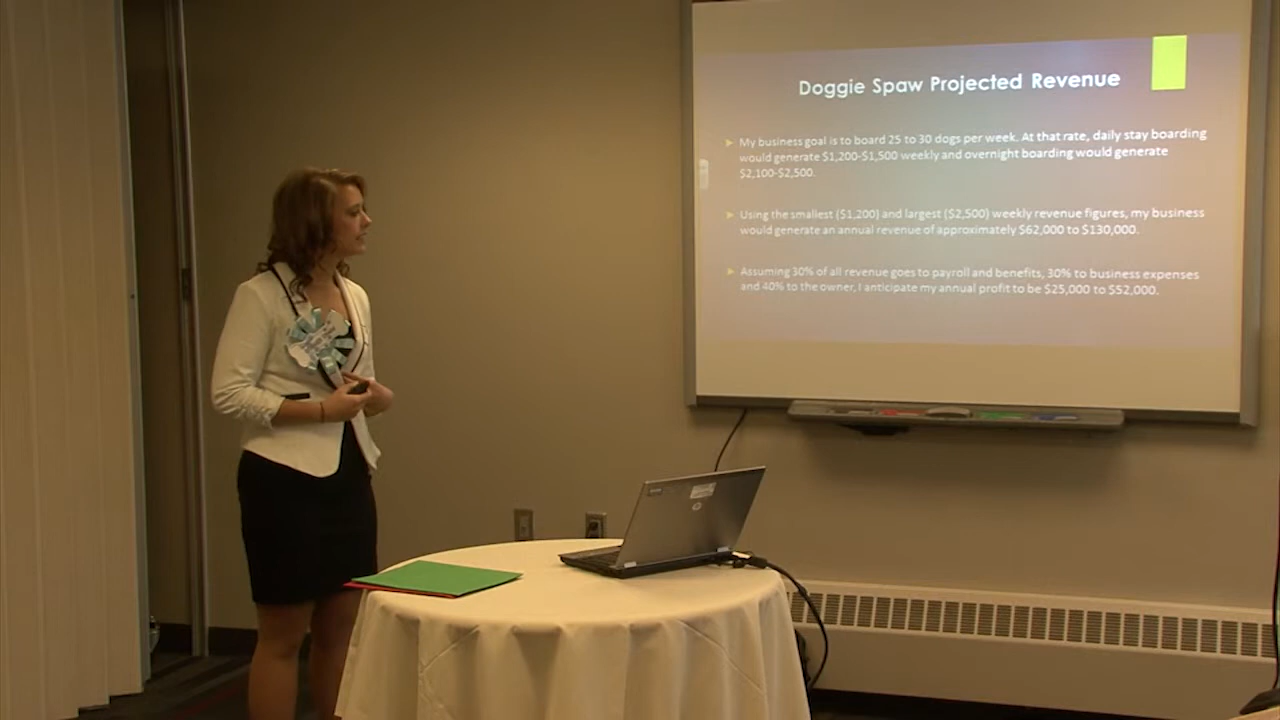 Doggie Spaw Projected Revenue
My business goal is to board 25 to 30 dogs per week. At that rate, daily stay boarding
would generate $1,200-$1,500 weekly and overnight boarding would generate
$2,100-$2,500.
Using the smallest ($1,200) and largest ($2,500) weekly revenue figures, my business
would generate an annual revenue of approximately $62,000 to $130,000.
Assuming 30% of all revenue goes to payroll and benefits, 30% to business expenses
and 40% to the owner, I anticipate my annual profit to be $25,000 to $52,000.
hp